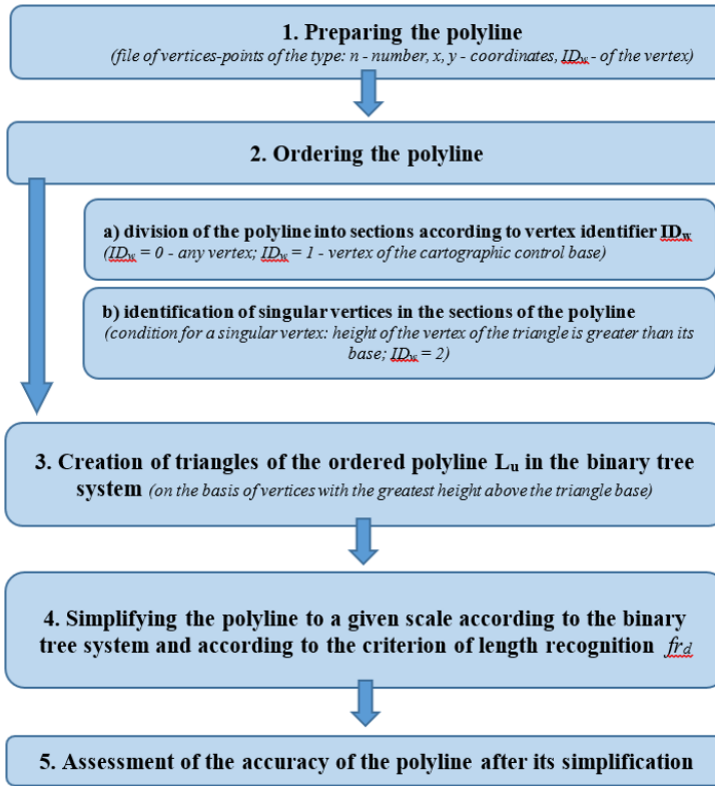 1. Preparing the polyline
(file of vertices-points of the type: n - number, x, y - coordinates, IDw - of the vertex)
2. Ordering the polyline
a) division of the polyline into sections according to vertex identifier IDw
(IDw = 0 - any vertex; IDw = 1 - vertex of the cartographic control base)
b) identification of singular vertices in the sections of the polyline
(condition for a singular vertex: height of the vertex of the triangle is greater than its
base; IDw = 2)
3. Creation of triangles of the ordered polyline Lu in the binary tree
system (on the basis of vertices with the greatest height above the triangle base)
4. Simplifying the polyline to a given scale according to the binary
tree system and according to the criterion of length recognition frd
5. Assessment of the accuracy of the polyline after its simplification